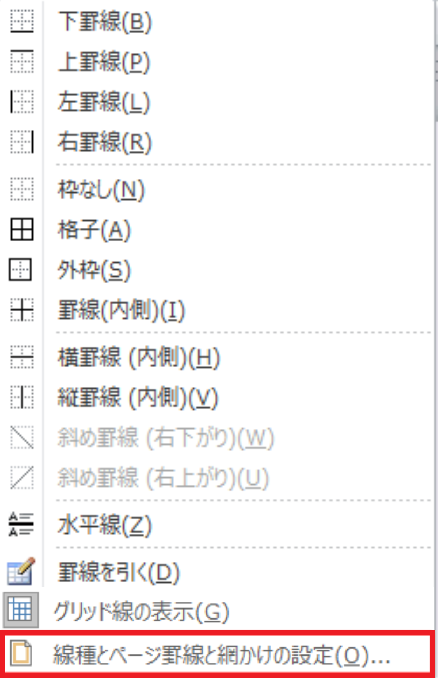 下罫線(B)
上罫線(P)
左罫線(L)
右罫線(R)
枠なし(N)
格子(A)
外枠(S)
罫線(内側)(I)
横罫線 (内側)(H)
縦罫線 (内側)(V)
斜め罫線 (右下がり)(W)
斜め罫線 (右上がり)(U)
水平線(Z)
罫線を引く(D)
グリッド線の表示(G)
線種とページ罫線と網かけの設定(O)...